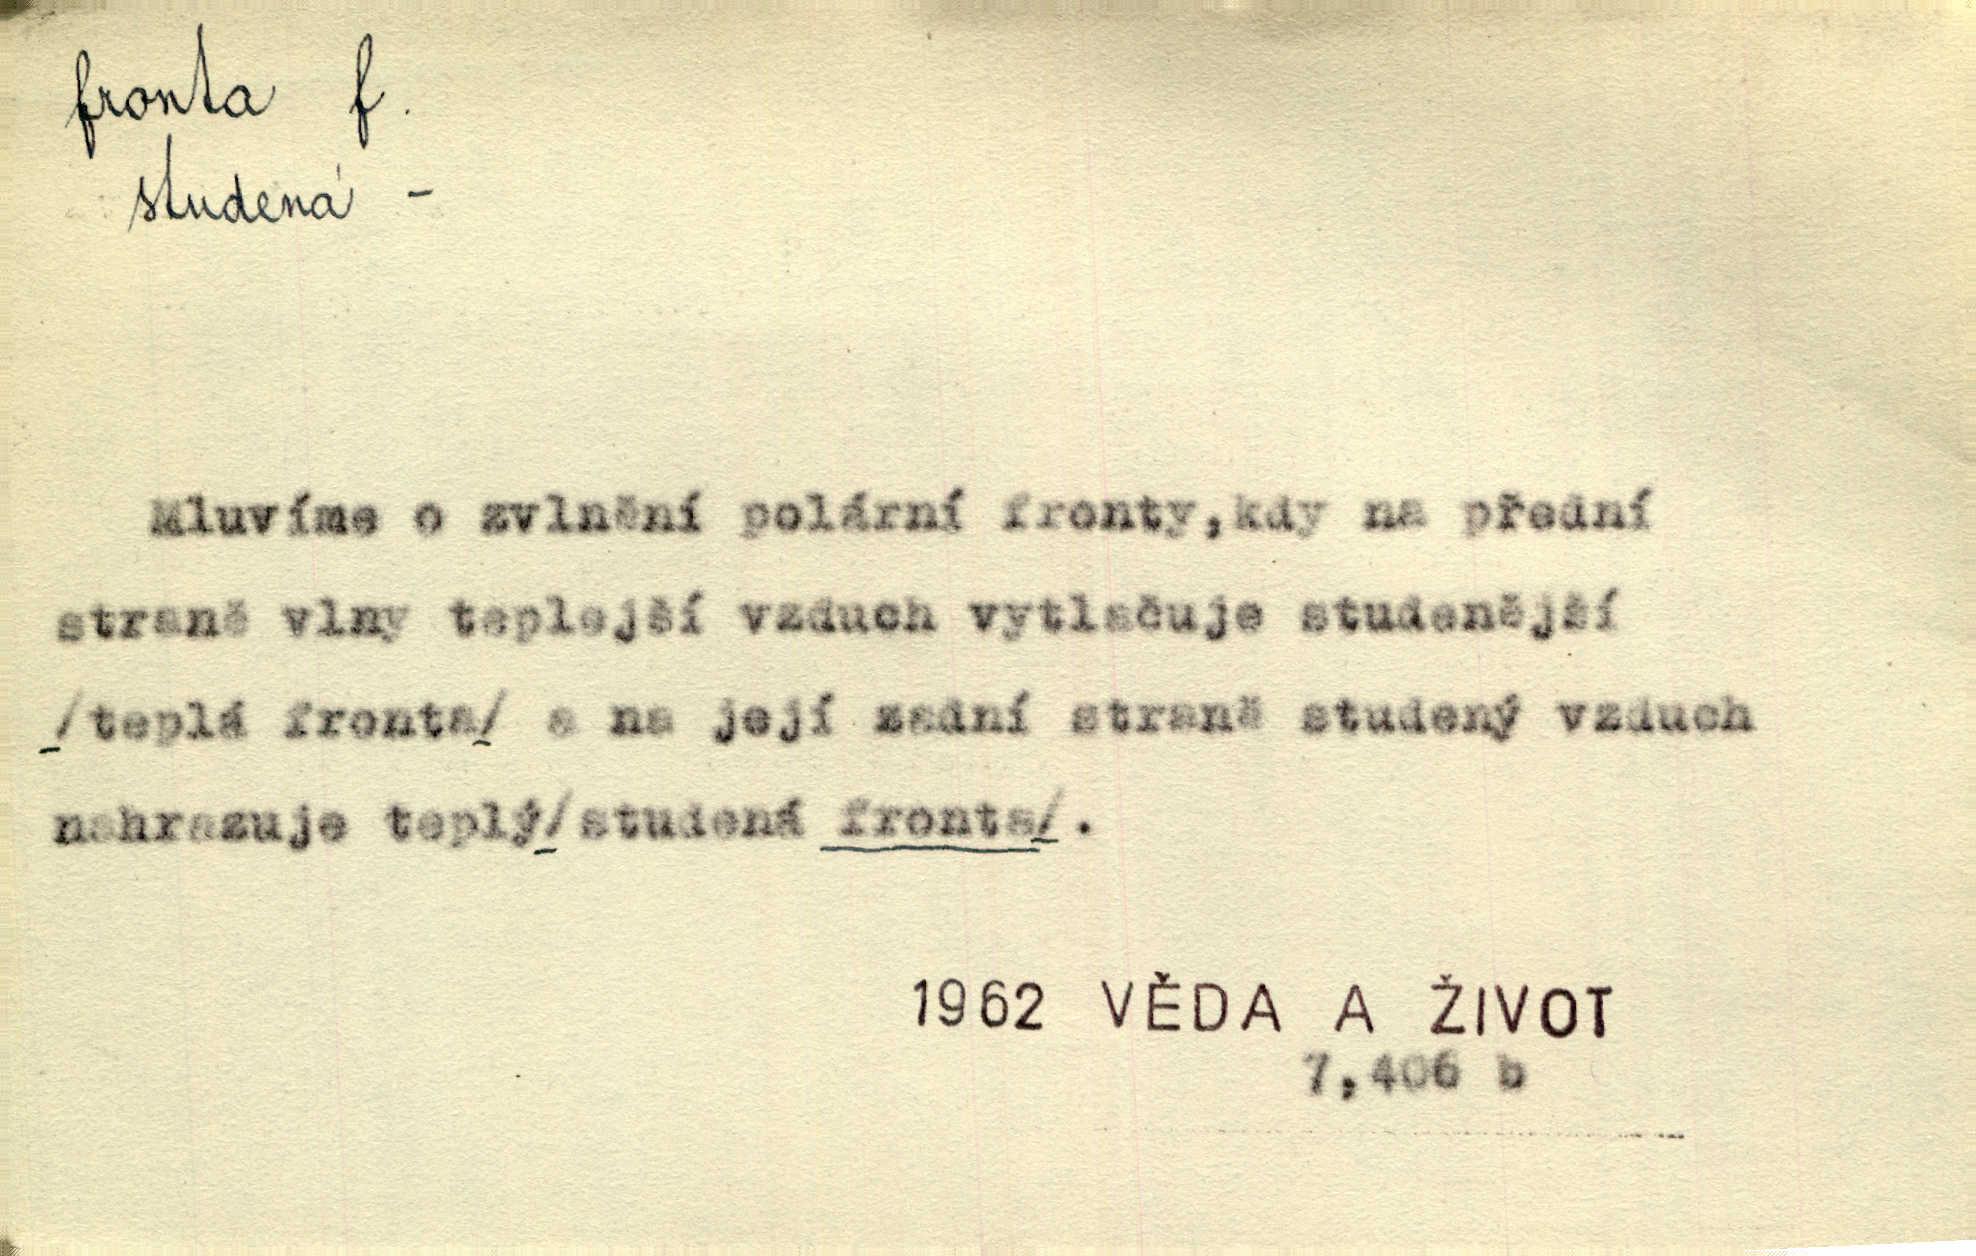 fronta f.
studená -
Mluvíme o zvlnění polární fronty,kdy na přední
straně vlny teplejší vzduch vytlačuje studenější
/teplá fronta/ a na její zadní straně studený vzduch
nahrazuje teplý/studená fronta/.
1962 VĚDA A ŽIVOT
7,406 b